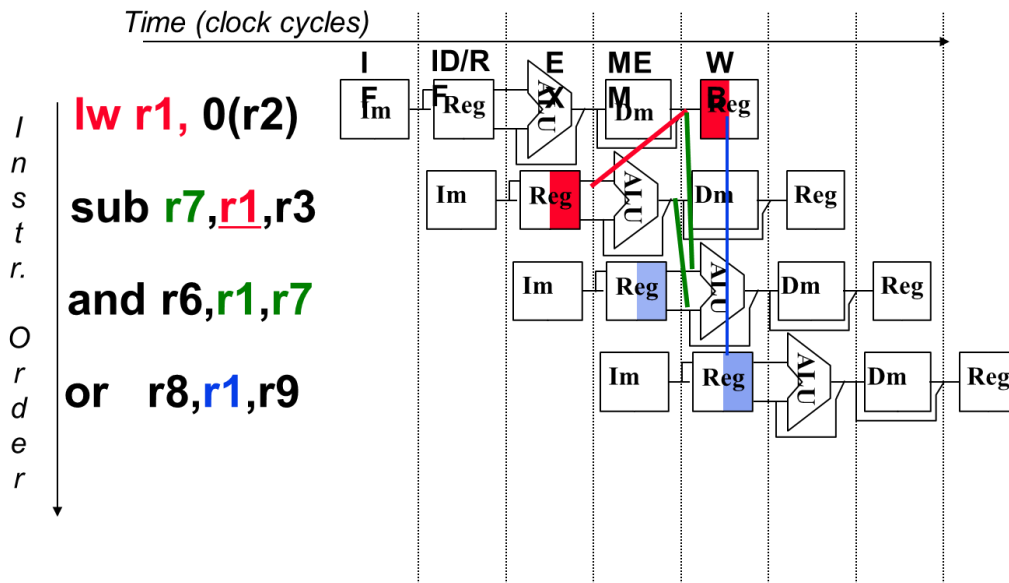 Time (clock cycles)
IF ID/RF EX MEM WB
Instr. Order
lw r1, 0(r2)
Im Reg ALU Dm Reg
sub r7,r1,r3
Im Reg ALU Dm Reg
and r6,r1,r7
Im Reg ALU Dm Reg
or r8,r1,r9
Im Reg ALU Dm Reg